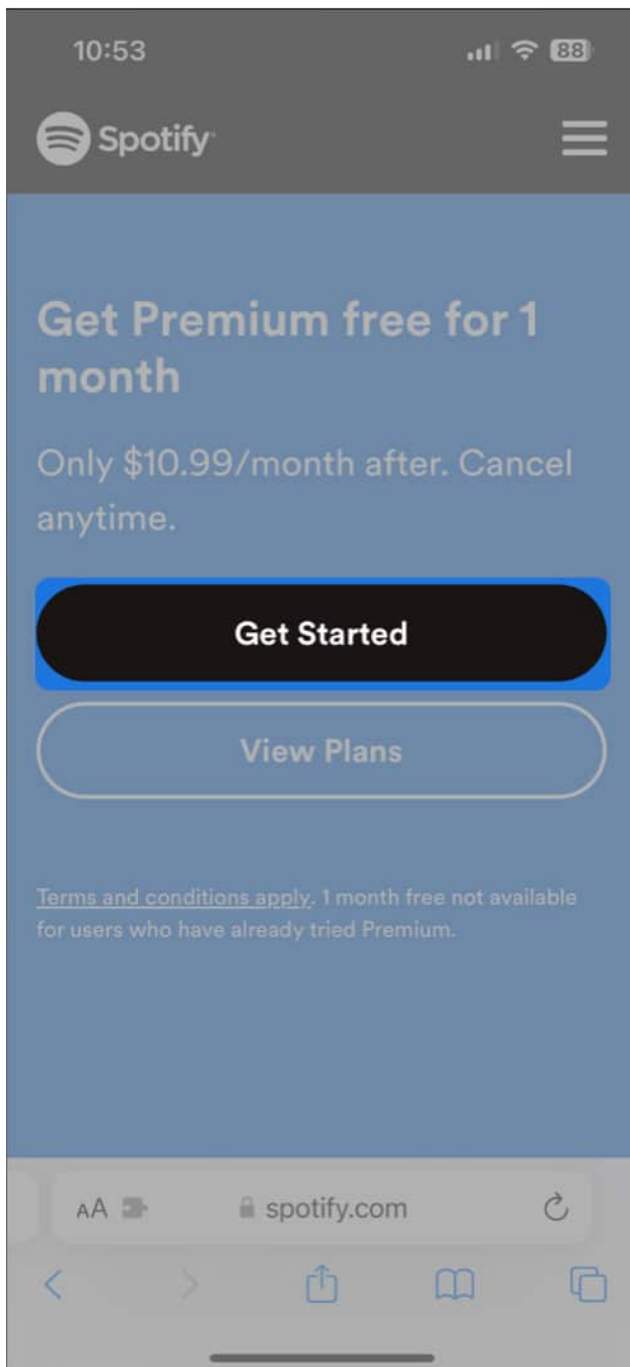 10:53
88
Spotify
Get Premium free for 1
month
Only $10.99/month after. Cancel
anytime.
Get Started
View Plans
Terms and conditions apply. 1 month free not available
for users who have already tried Premium.
AA
spotify.com